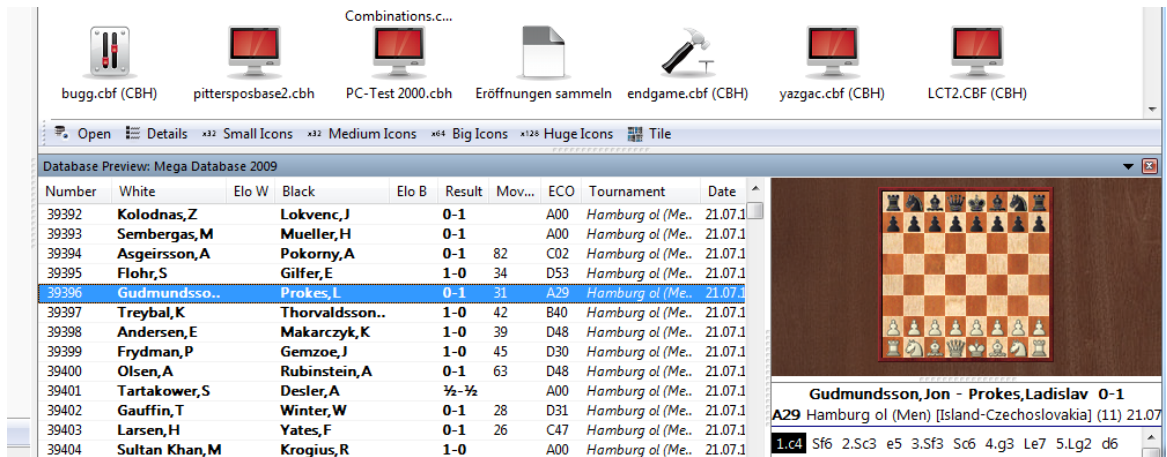 Combinations.c...
bugg.cbf (CBH) pittersposbase2.cbh PC-Test 2000.cbh Eröffnungen sammeln endgame.cbf (CBH) yazgac.cbf (CBH) LCT2.CBF (CBH)
Open Details x32 Small Icons x32 Medium Icons x64 Big Icons x128 Huge Icons Tile
Database Preview: Mega Database 2009
Number White Elo W Black Elo B Result Mov... ECO Tournament Date
39392 Kolodnas,Z Lokvenc,J 0-1 A00 Hamburg ol (Me.. 21.07.1
39393 Sembergas,M Mueller,H 0-1 A00 Hamburg ol (Me.. 21.07.1
39394 Asgeirsson,A Pokorny,A 0-1 82 C02 Hamburg ol (Me.. 21.07.1
39395 Flohr,S Gilfer,E 1-0 34 D53 Hamburg ol (Me.. 21.07.1
39396 Gudmundsso.. Prokes,L 0-1 31 A29 Hamburg ol (Me.. 21.07.1
39397 Treybal,K Thorvaldsson.. 1-0 42 B40 Hamburg ol (Me.. 21.07.1
39398 Andersen,E Makarczyk,K 1-0 39 D48 Hamburg ol (Me.. 21.07.1
39399 Frydman,P Gemzoe,J 1-0 45 D30 Hamburg ol (Me.. 21.07.1
39400 Olsen,A Rubinstein,A 0-1 63 D48 Hamburg ol (Me.. 21.07.1
39401 Tartakower,S Desler,A ½-½ A00 Hamburg ol (Me.. 21.07.1
39402 Gauffin,T Winter,W 0-1 28 D31 Hamburg ol (Me.. 21.07.1
39403 Larsen,H Yates,F 0-1 26 C47 Hamburg ol (Me.. 21.07.1
39404 Sultan Khan,M Krogius,R 1-0 A00 Hamburg ol (Me.. 21.07.1
Gudmundsson,Jon - Prokes,Ladislav 0-1
A29 Hamburg ol (Men) [Island-Czechoslovakia] (11) 21.07
1.c4 Sf6 2.Sc3 e5 3.Sf3 Sc6 4.g3 Le7 5.Lg2 d6